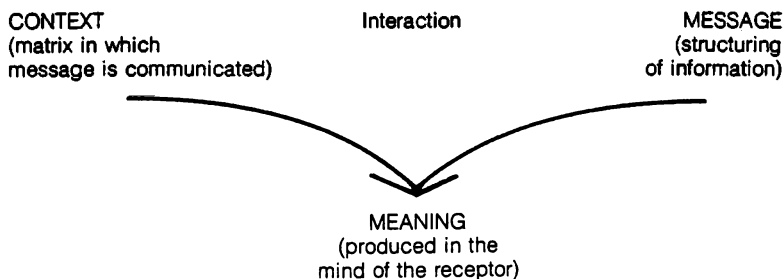 CONTEXT
(matrix in which
message is communicated)
Interaction
MESSAGE
(structuring
of information)
MEANING
(produced in the
mind of the receptor)